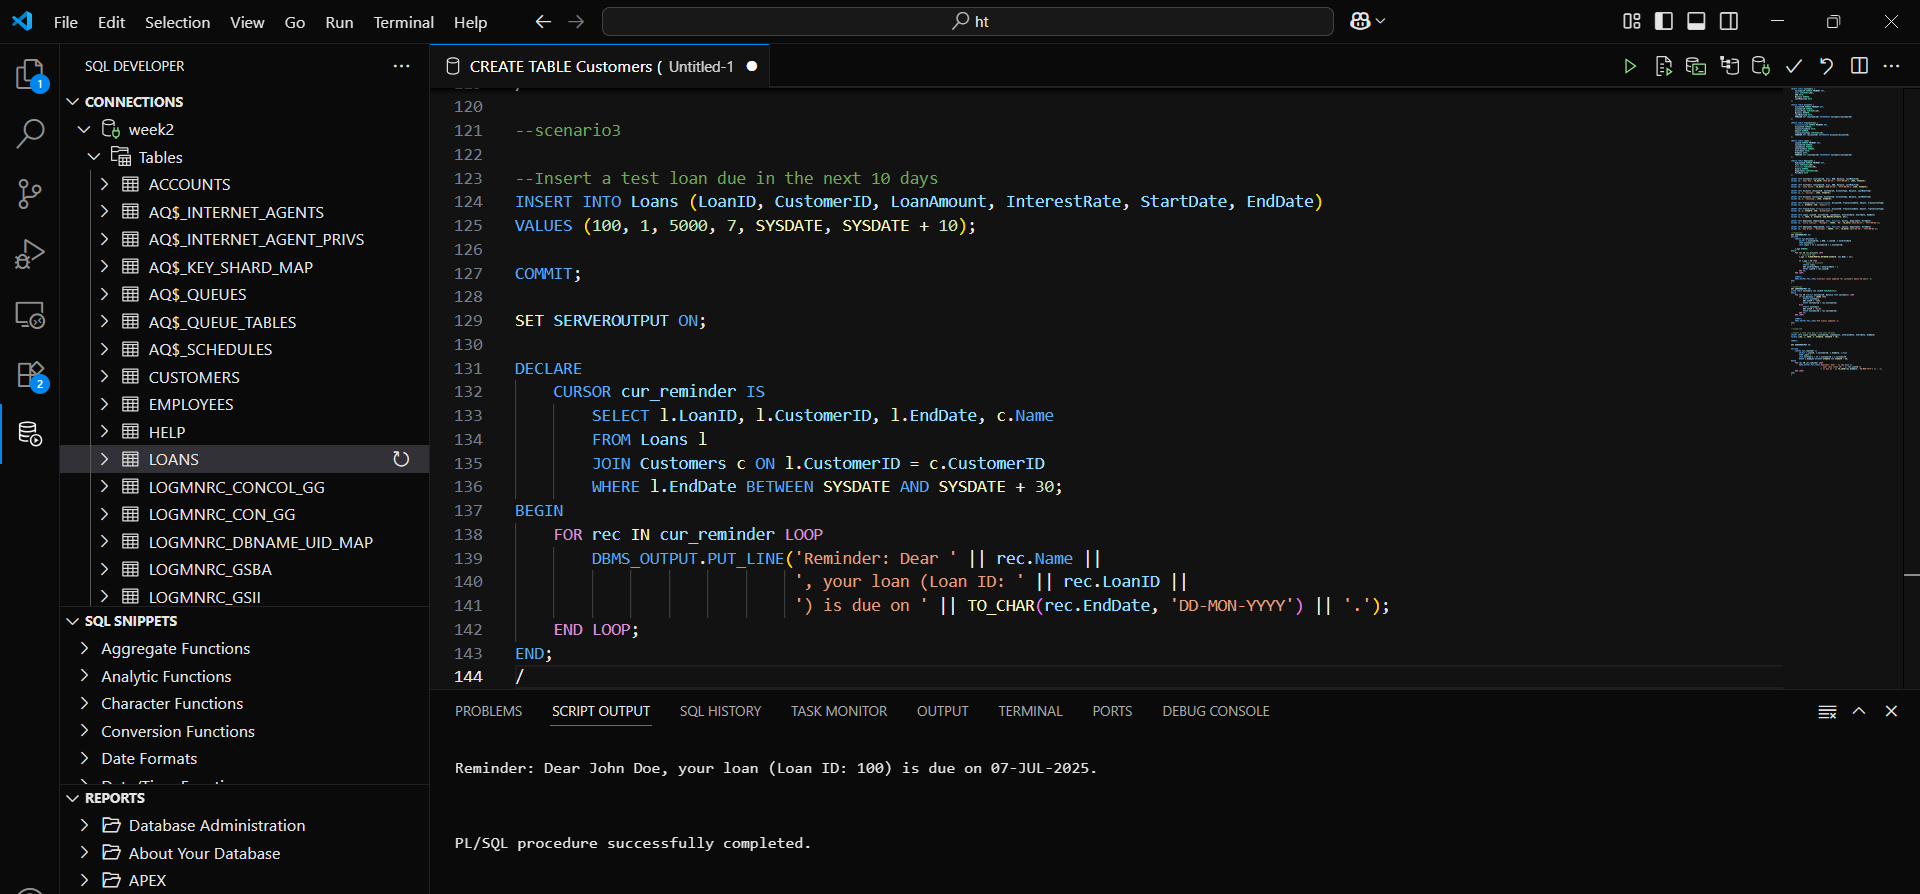 File Edit Selection View Go Run Terminal Help
ht
SQL DEVELOPER
CONNECTIONS
week2
Tables
ACCOUNTS
AQ$_INTERNET_AGENTS
AQ$_INTERNET_AGENT_PRIVS
AQ$_KEY_SHARD_MAP
AQ$_QUEUES
AQ$_QUEUE_TABLES
AQ$_SCHEDULES
CUSTOMERS
EMPLOYEES
HELP
LOANS
LOGMNRC_CONCOL_GG
LOGMNRC_CON_GG
LOGMNRC_DBNAME_UID_MAP
LOGMNRC_GSBA
LOGMNRC_GSII
SQL SNIPPETS
Aggregate Functions
Analytic Functions
Character Functions
Conversion Functions
Date Formats
REPORTS
Database Administration
About Your Database
APEX
1
2
CREATE TABLE Customers ( Untitled-1
120
121 --scenario3
122
123 --Insert a test loan due in the next 10 days
124 INSERT INTO Loans (LoanID, CustomerID, LoanAmount, InterestRate, StartDate, EndDate)
125 VALUES (100, 1, 5000, 7, SYSDATE, SYSDATE + 10);
126
127 COMMIT;
128
129 SET SERVEROUTPUT ON;
130
131 DECLARE
132 CURSOR cur_reminder IS
133 SELECT l.LoanID, l.CustomerID, l.EndDate, c.Name
134 FROM Loans l
135 JOIN Customers c ON l.CustomerID = c.CustomerID
136 WHERE l.EndDate BETWEEN SYSDATE AND SYSDATE + 30;
137 BEGIN
138 FOR rec IN cur_reminder LOOP
139 DBMS_OUTPUT.PUT_LINE('Reminder: Dear ' || rec.Name ||
140 ', your loan (Loan ID: ' || rec.LoanID ||
141 ') is due on ' || TO_CHAR(rec.EndDate, 'DD-MON-YYYY') || '.');
142 END LOOP;
143 END;
144 /
PROBLEMS SCRIPT OUTPUT SQL HISTORY TASK MONITOR OUTPUT TERMINAL PORTS DEBUG CONSOLE
Reminder: Dear John Doe, your loan (Loan ID: 100) is due on 07-JUL-2025.
PL/SQL procedure successfully completed.